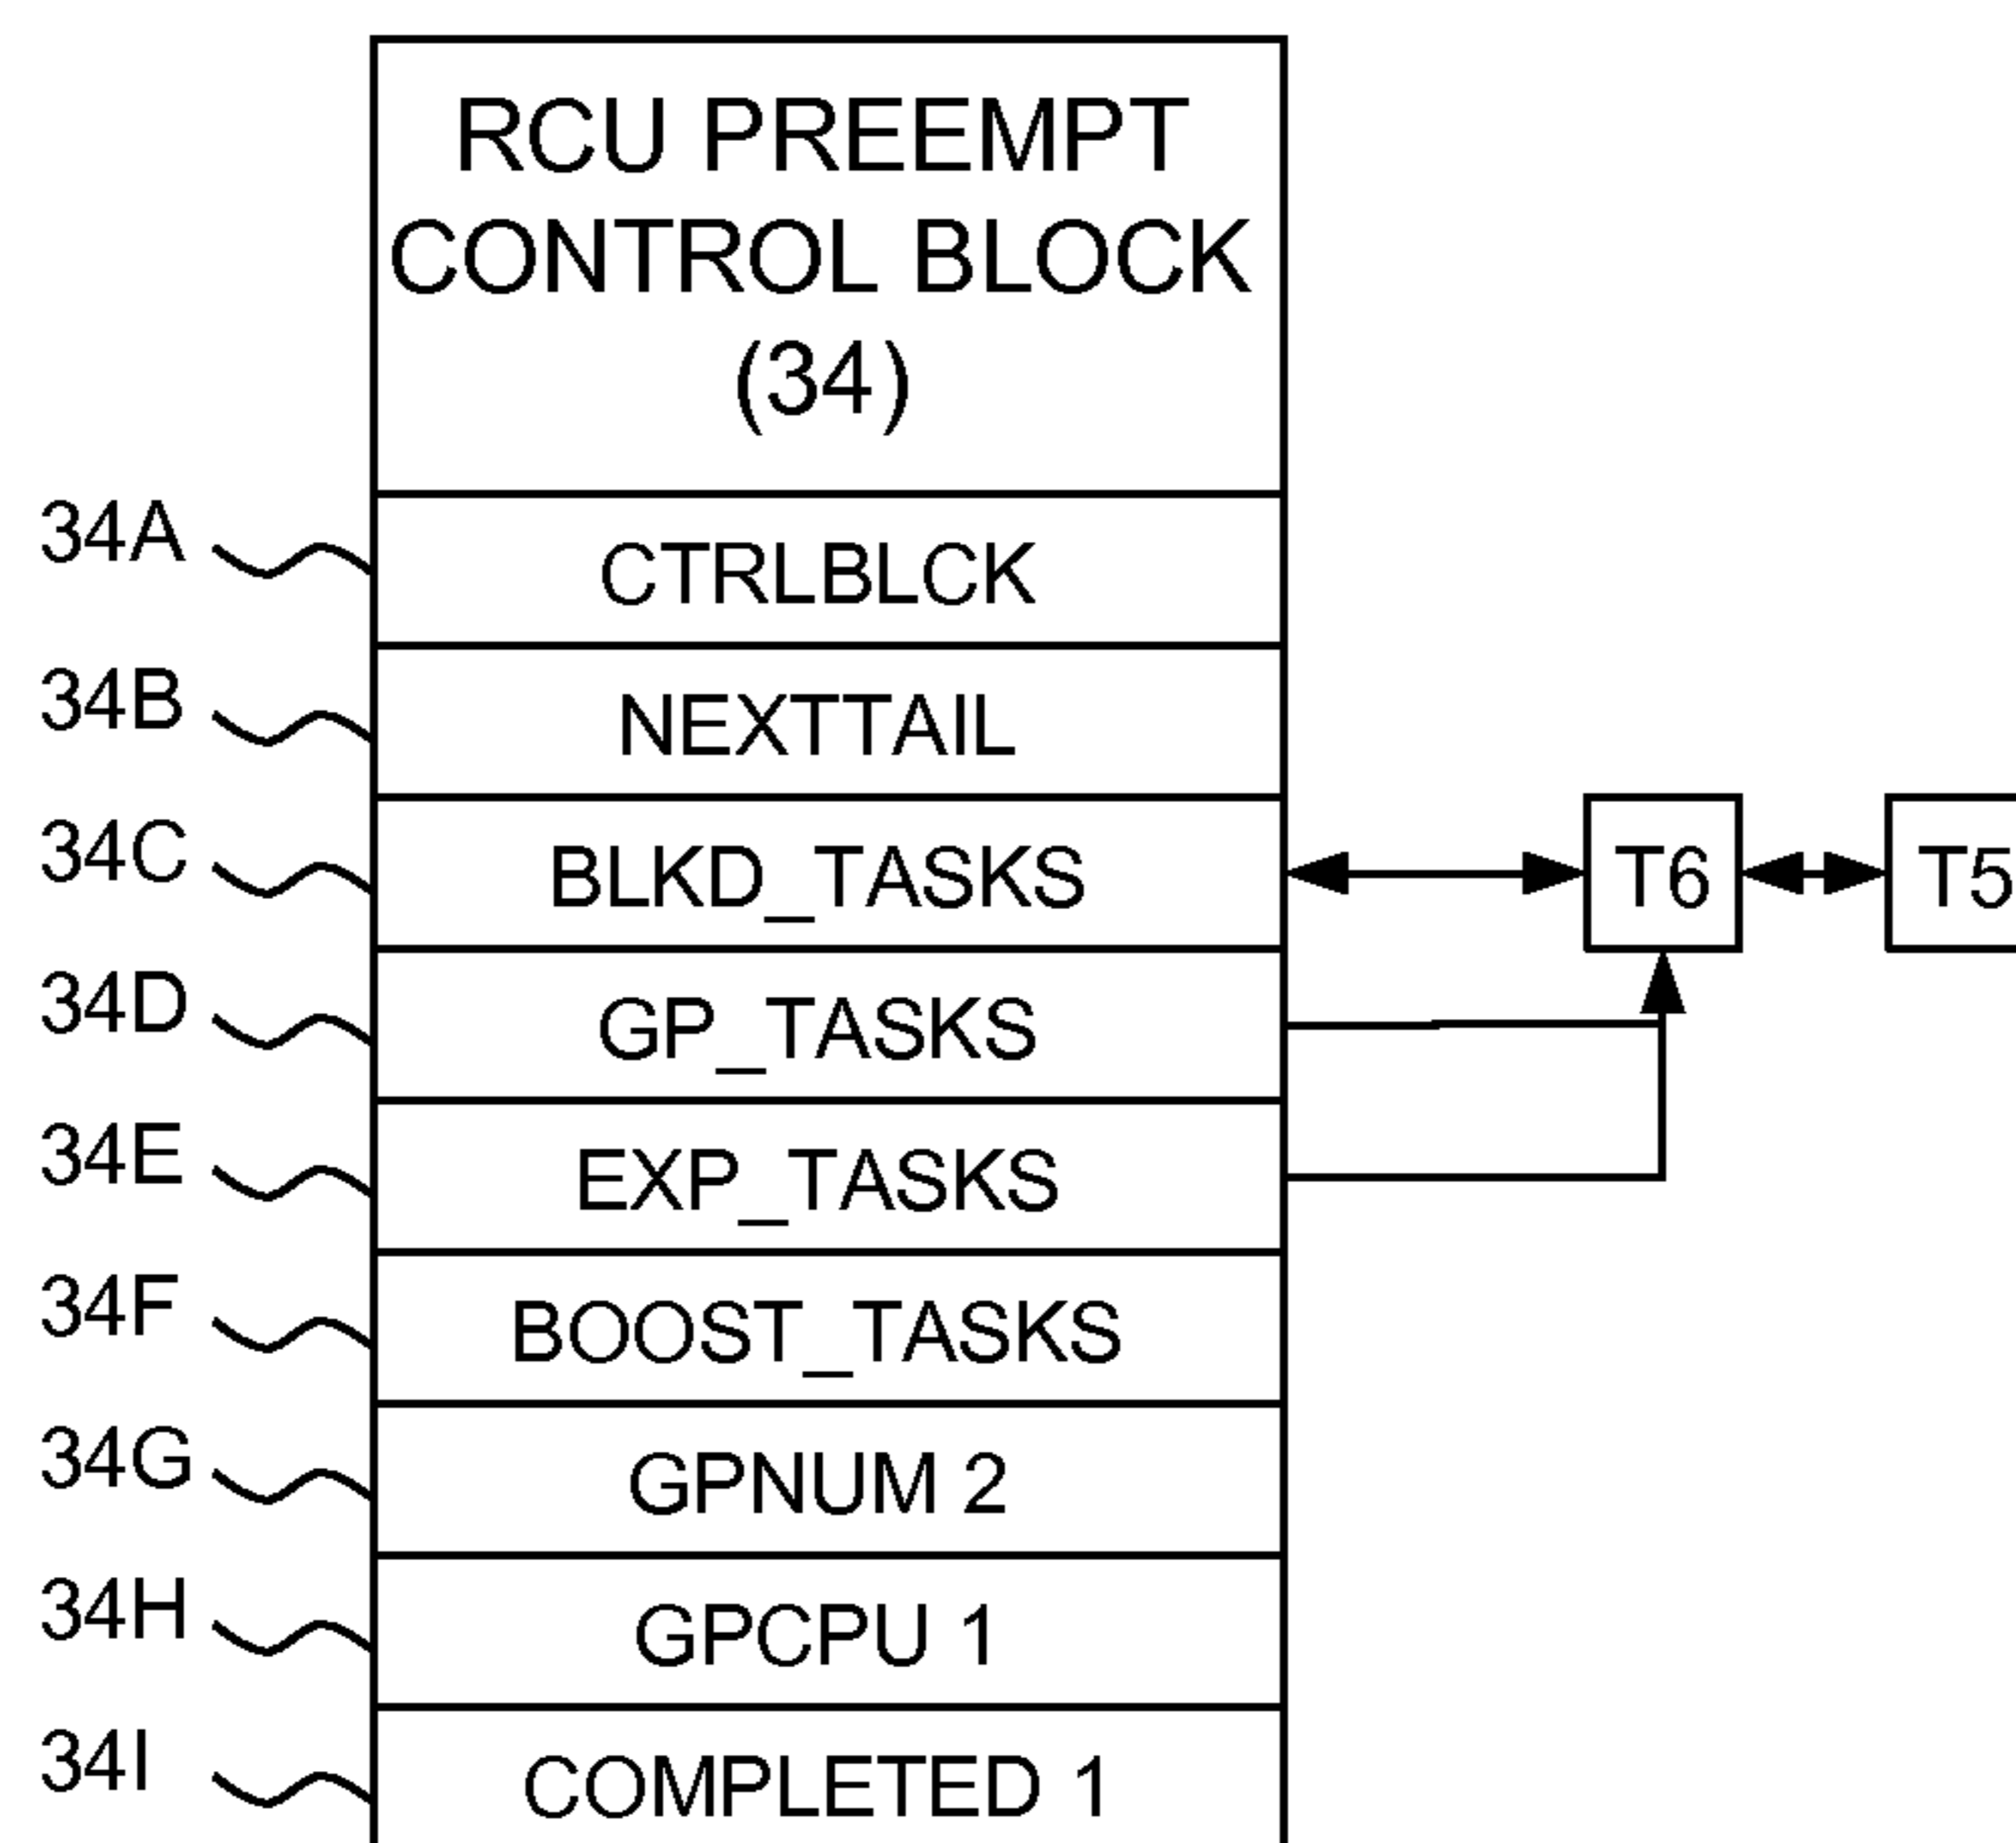 RCU PREEMPT
CONTROL BLOCK
(34)
34A CTRLBLCK
34B NEXTTAIL
34C BLKD_TASKS T6 T5
34D GP_TASKS
34E EXP_TASKS
34F BOOST_TASKS
34G GPNUM 2
34H GPCPU 1
34I COMPLETED 1